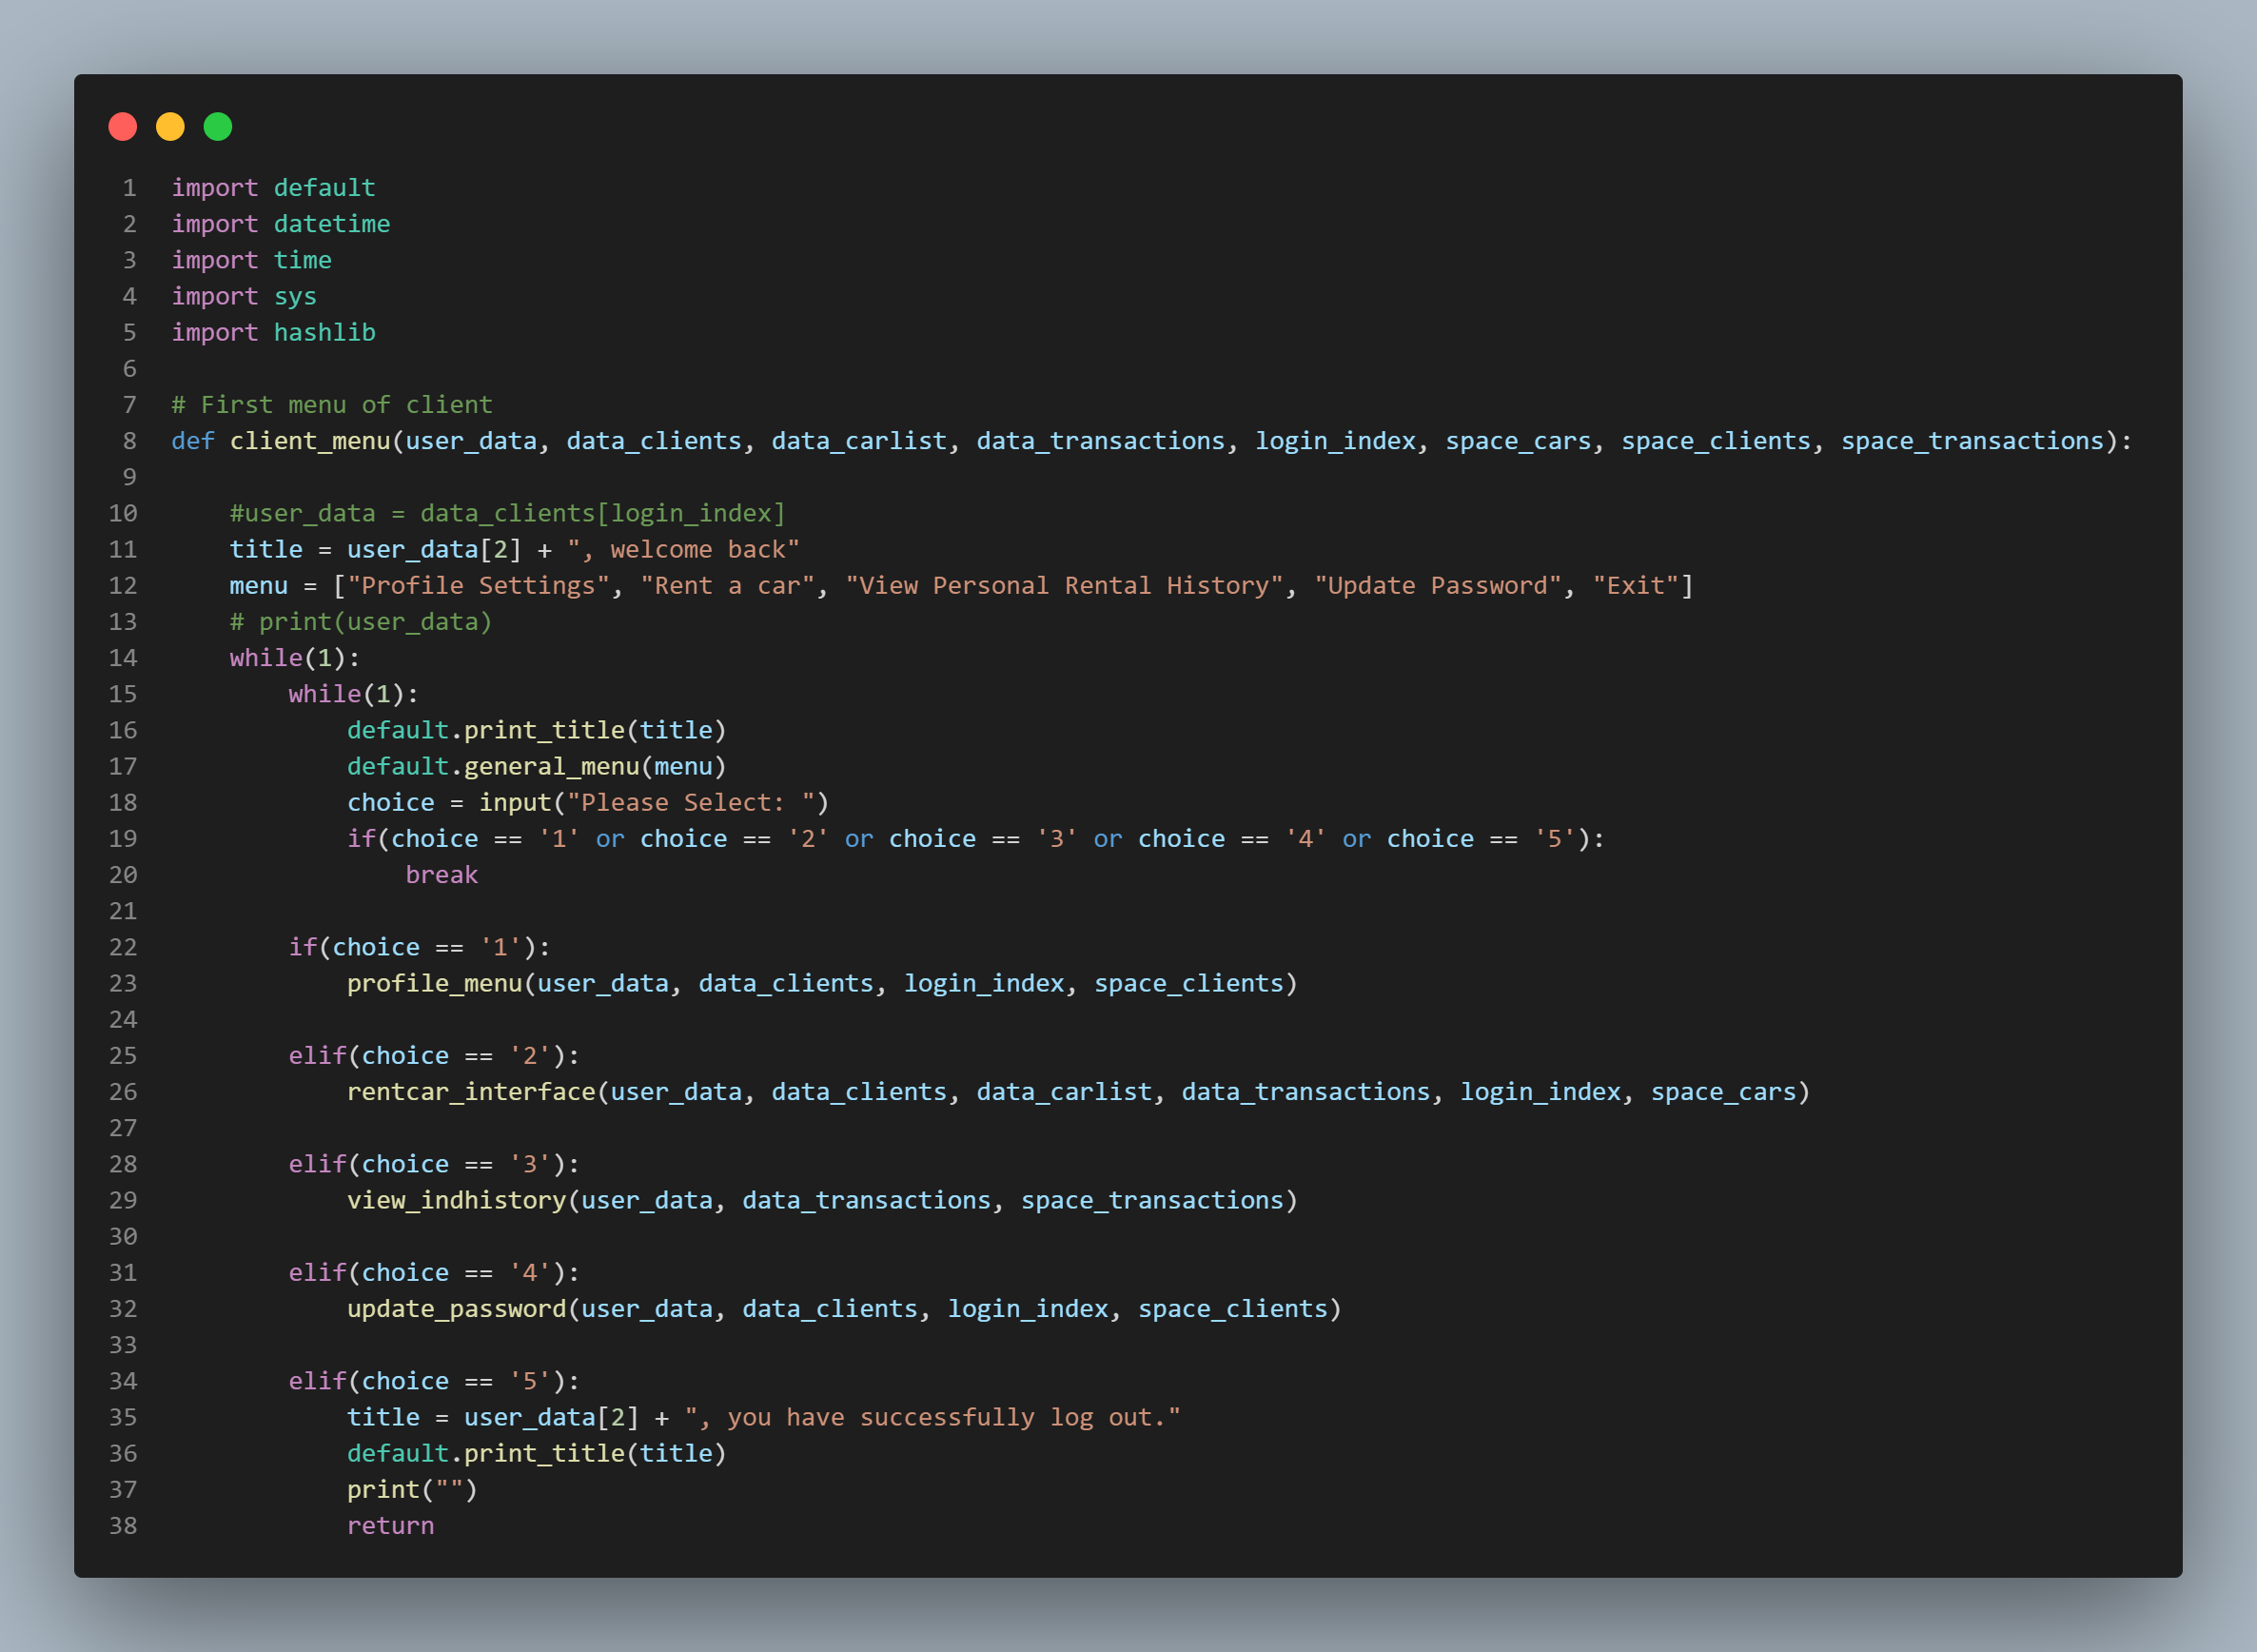 1 import default
2 import datetime
3 import time
4 import sys
5 import hashlib
6
7 # First menu of client
8 def client_menu(user_data, data_clients, data_carlist, data_transactions, login_index, space_cars, space_clients, space_transactions):
9
10     #user_data = data_clients[login_index]
11     title = user_data[2] + ", welcome back"
12     menu = ["Profile Settings", "Rent a car", "View Personal Rental History", "Update Password", "Exit"]
13     # print(user_data)
14     while(1):
15         while(1):
16             default.print_title(title)
17             default.general_menu(menu)
18             choice = input("Please Select: ")
19             if(choice == '1' or choice == '2' or choice == '3' or choice == '4' or choice == '5'):
20                 break
21
22         if(choice == '1'):
23             profile_menu(user_data, data_clients, login_index, space_clients)
24
25         elif(choice == '2'):
26             rentcar_interface(user_data, data_clients, data_carlist, data_transactions, login_index, space_cars)
27
28         elif(choice == '3'):
29             view_indhistory(user_data, data_transactions, space_transactions)
30
31         elif(choice == '4'):
32             update_password(user_data, data_clients, login_index, space_clients)
33
34         elif(choice == '5'):
35             title = user_data[2] + ", you have successfully log out."
36             default.print_title(title)
37             print("")
38             return